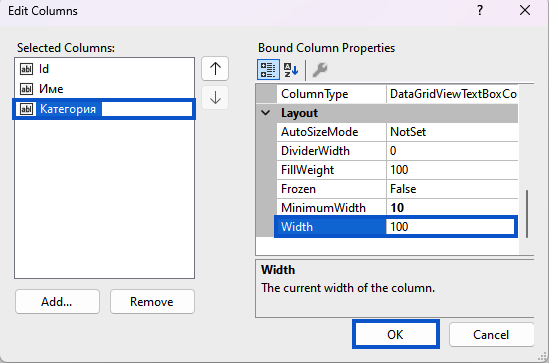 Edit Columns
Selected Columns:
Id
Име
Категория
Add...
Remove
Bound Column Properties
ColumnType DataGridViewTextBoxCo
Layout
AutoSizeMode NotSet
DividerWidth 0
FillWeight 100
Frozen False
MinimumWidth 10
Width 100
Width
The current width of the column.
OK
Cancel